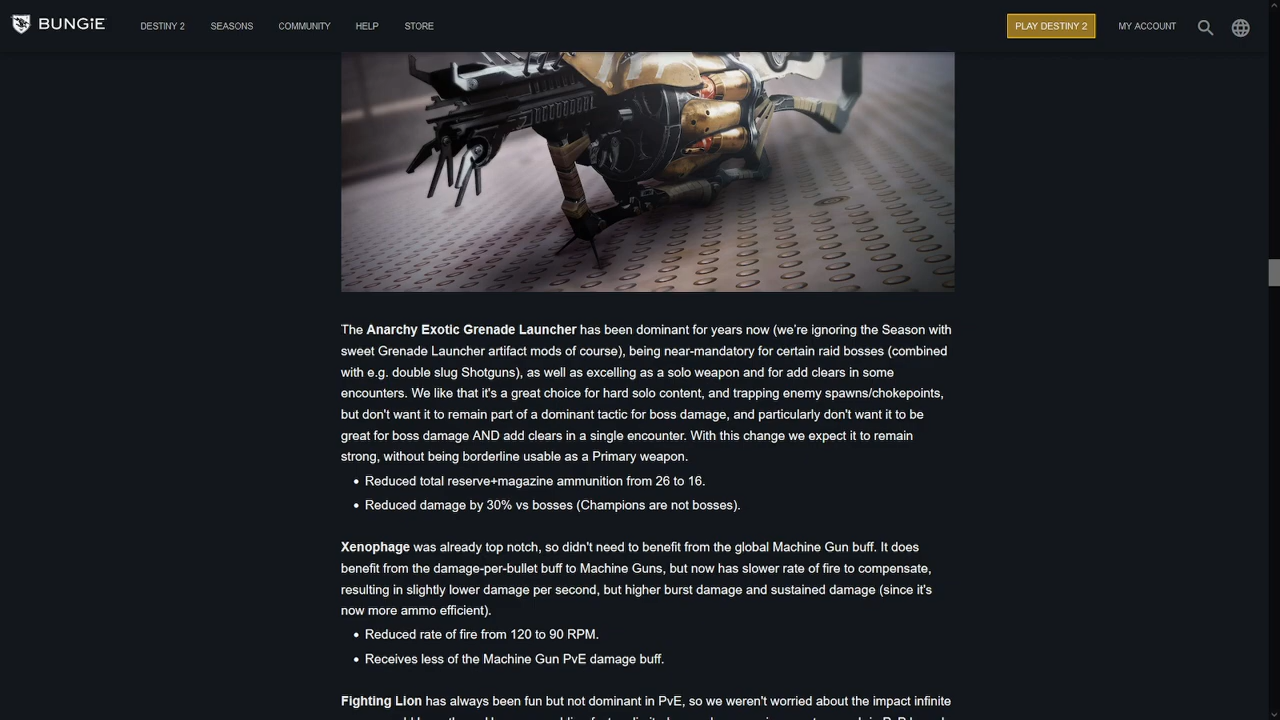 BUNGiE
DESTINY 2
SEASONS
COMMUNITY
HELP
STORE
PLAY DESTINY 2
MY ACCOUNT
The Anarchy Exotic Grenade Launcher has been dominant for years now (we're ignoring the Season with
sweet Grenade Launcher artifact mods of course), being near-mandatory for certain raid bosses (combined
with e.g. double slug Shotguns), as well as excelling as a solo weapon and for add clears in some
encounters. We like that it's a great choice for hard solo content, and trapping enemy spawns/chokepoints,
but don't want it to remain part of a dominant tactic for boss damage, and particularly don't want it to be
great for boss damage AND add clears in a single encounter. With this change we expect it to remain
strong, without being borderline usable as a Primary weapon.
• Reduced total reserve+magazine ammunition from 26 to 16.
• Reduced damage by 30% vs bosses (Champions are not bosses).
Xenophage was already top notch, so didn't need to benefit from the global Machine Gun buff. It does
benefit from the damage-per-bullet buff to Machine Guns, but now has slower rate of fire to compensate,
resulting in slightly lower damage per second, but higher burst damage and sustained damage (since it's
now more ammo efficient).
• Reduced rate of fire from 120 to 90 RPM.
• Receives less of the Machine Gun PvE damage buff.
Fighting Lion has always been fun but not dominant in PvE, so we weren't worried about the impact infinite